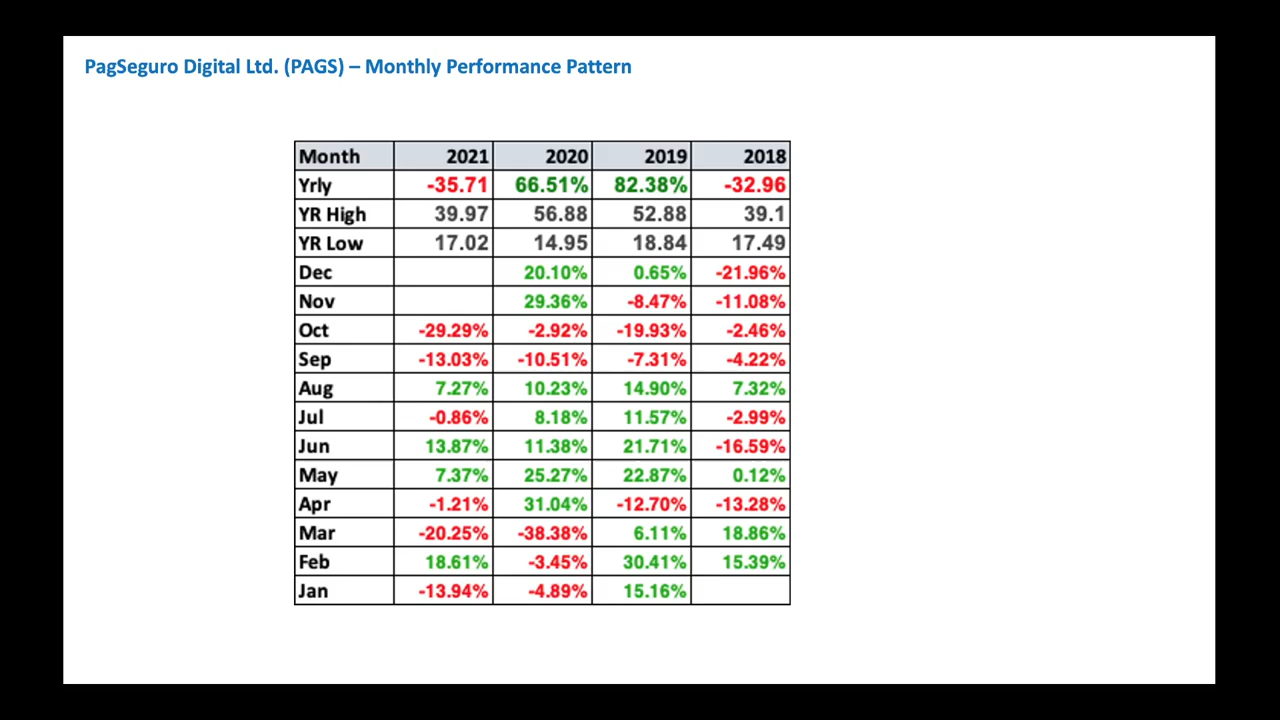 PagSeguro Digital Ltd. (PAGS) – Monthly Performance Pattern
Month 2021 2020 2019 2018
Yrly -35.71 66.51% 82.38% -32.96
YR High 39.97 56.88 52.88 39.1
YR Low 17.02 14.95 18.84 17.49
Dec 20.10% 0.65% -21.96%
Nov 29.36% -8.47% -11.08%
Oct -29.29% -2.92% -19.93% -2.46%
Sep -13.03% -10.51% -7.31% -4.22%
Aug 7.27% 10.23% 14.90% 7.32%
Jul -0.86% 8.18% 11.57% -2.99%
Jun 13.87% 11.38% 21.71% -16.59%
May 7.37% 25.27% 22.87% 0.12%
Apr -1.21% 31.04% -12.70% -13.28%
Mar -20.25% -38.38% 6.11% 18.86%
Feb 18.61% -3.45% 30.41% 15.39%
Jan -13.94% -4.89% 15.16%